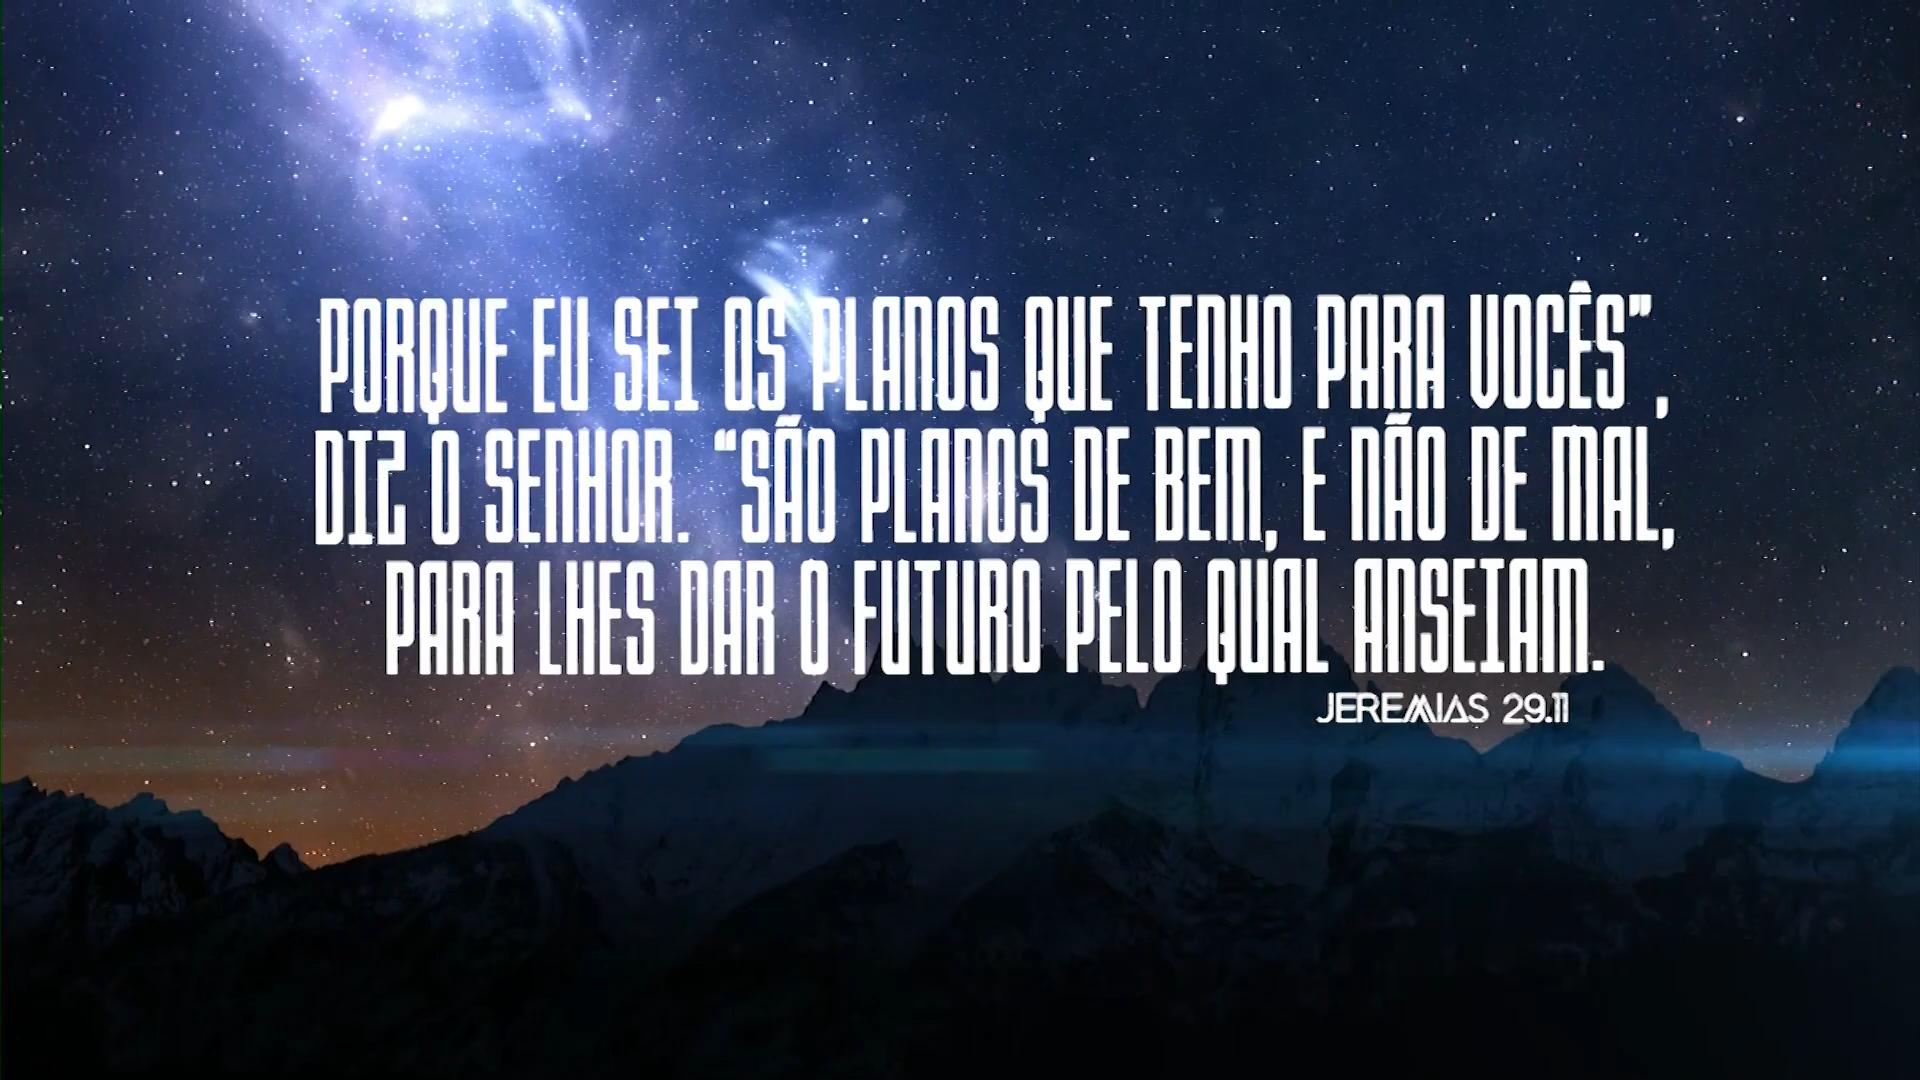 PORQUE EU SEI OS PLANOS QUE TENHO PARA VOCÊS",
DIZ O SENHOR. “SÃO PLANOS DE BEM, E NÃO DE MAL,
PARA LHES DAR O FUTURO PELO QUAL ANSEIAM.
JEREMIAS 29.11